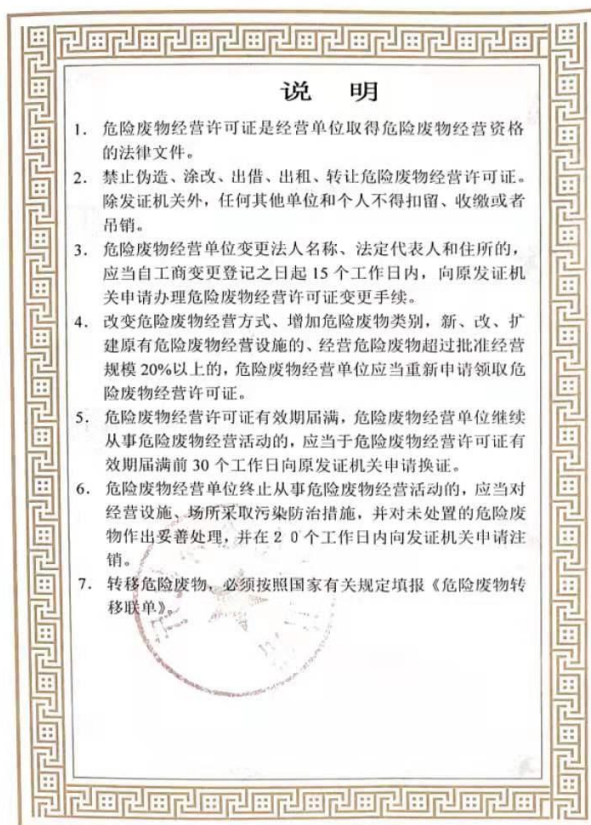 说 明
1. 危险废物经营许可证是经营单位取得危险废物经营资格
的法律文件。
2. 禁止伪造、涂改、出借、出租、转让危险废物经营许可证。
除发证机关外，任何其他单位和个人不得扣留、收缴或者
吊销。
3. 危险废物经营单位变更法人名称、法定代表人和住所的，
应当自工商变更登记之日起 15 个工作日内，向原发证机
关申请办理危险废物经营许可证变更手续。
4. 改变危险废物经营方式、增加危险废物类别，新、改、扩
建原有危险废物经营设施的、经营危险废物超过批准经营
规模 20%以上的，危险废物经营单位应当重新申请领取危
险废物经营许可证。
5. 危险废物经营许可证有效期届满，危险废物经营单位继续
从事危险废物经营活动的，应当于危险废物经营许可证有
效期届满前 30 个工作日向原发证机关申请换证。
6. 危险废物经营单位终止从事危险废物经营活动的，应当对
经营设施、场所采取污染防治措施，并对未处置的危险废
物作出妥善处理，并在２０个工作日内向发证机关申请注
销。
7. 转移危险废物，必须按照国家有关规定填报《危险废物转
移联单》。